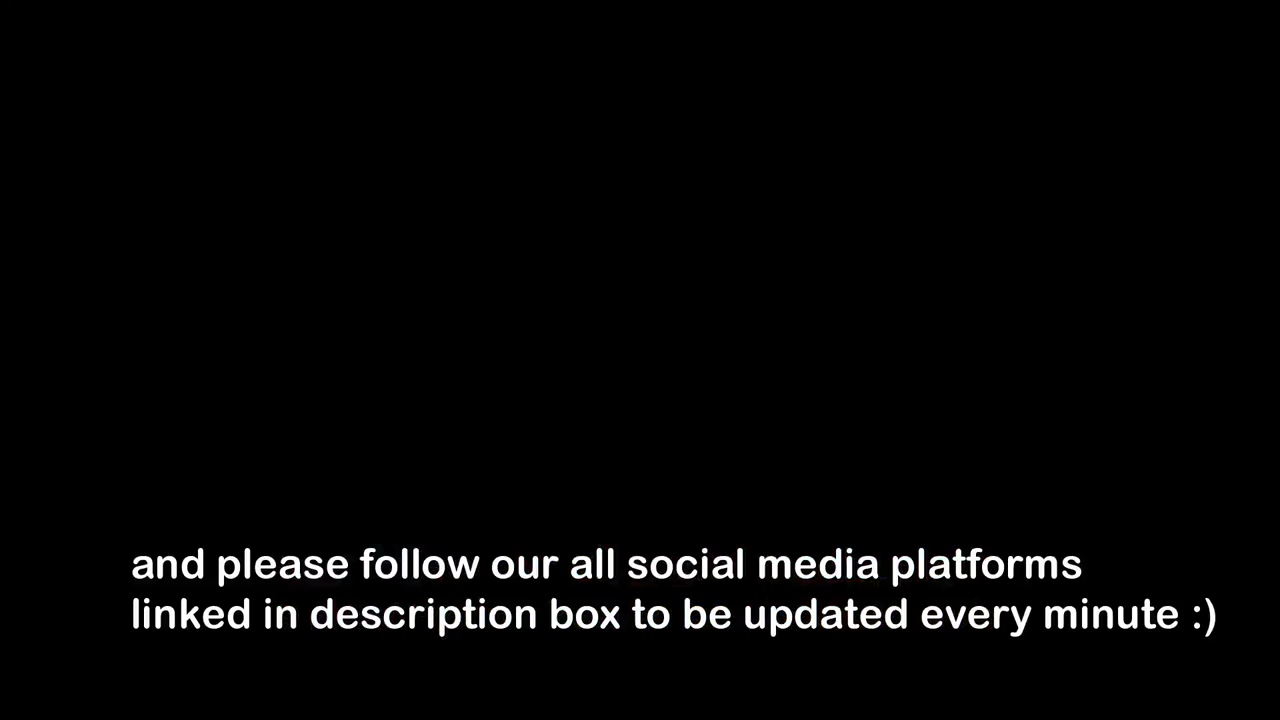 and please follow our all social media platforms
linked in description box to be updated every minute :)